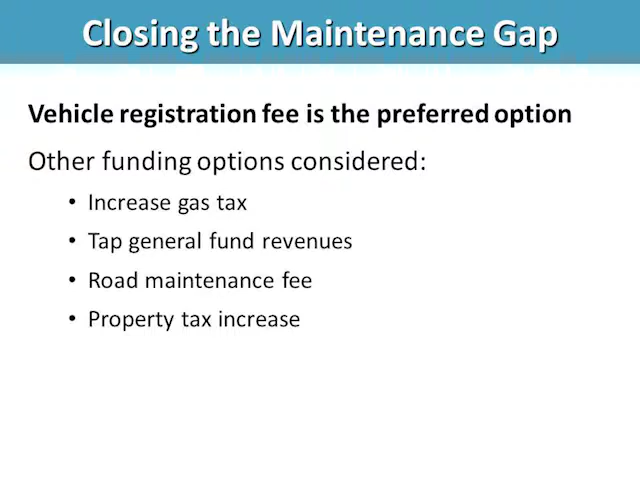 Closing the Maintenance Gap
Vehicle registration fee is the preferred option
Other funding options considered:
• Increase gas tax
• Tap general fund revenues
• Road maintenance fee
• Property tax increase